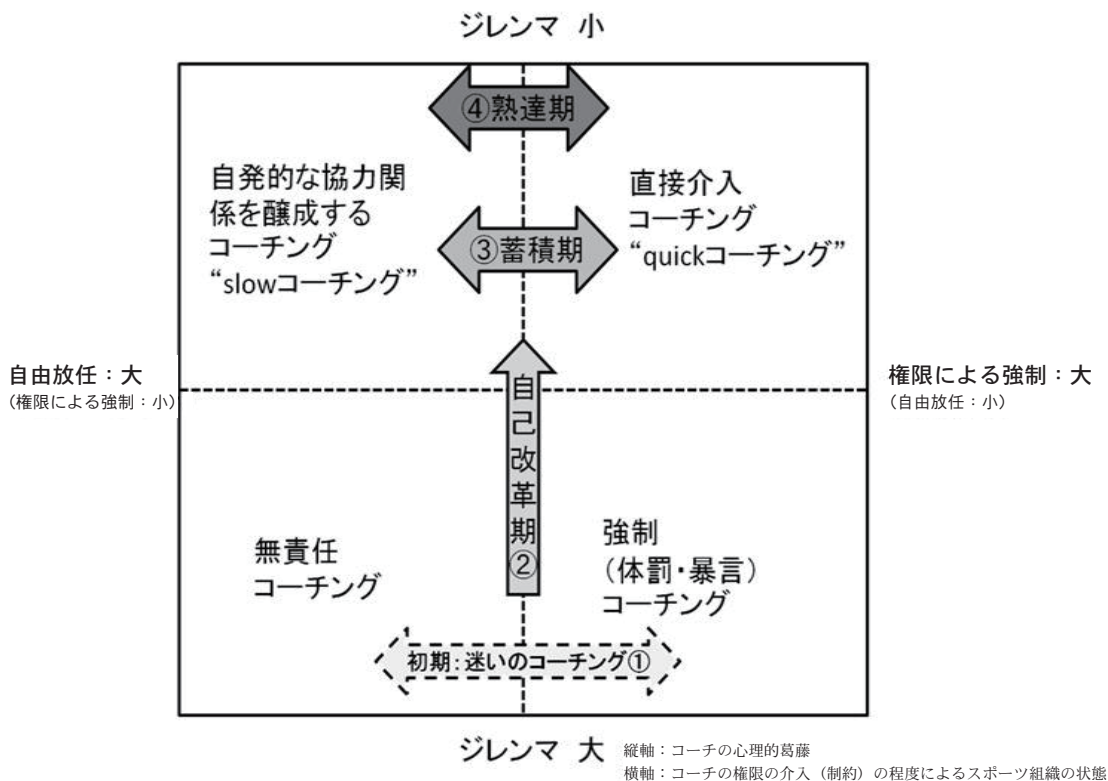 ジレンマ 小
④熟達期
自発的な協力関
係を醸成する
コーチング
“slowコーチング”
直接介入
コーチング
“quickコーチング”
③蓄積期
自由放任：大
（権限による強制：小）
権限による強制：大
（自由放任：小）
自己改革期②
無責任
コーチング
強制
（体罰・暴言）
コーチング
初期：迷いのコーチング①
ジレンマ 大
縦軸：コーチの心理的葛藤
横軸：コーチの権限の介入（制約）の程度によるスポーツ組織の状態